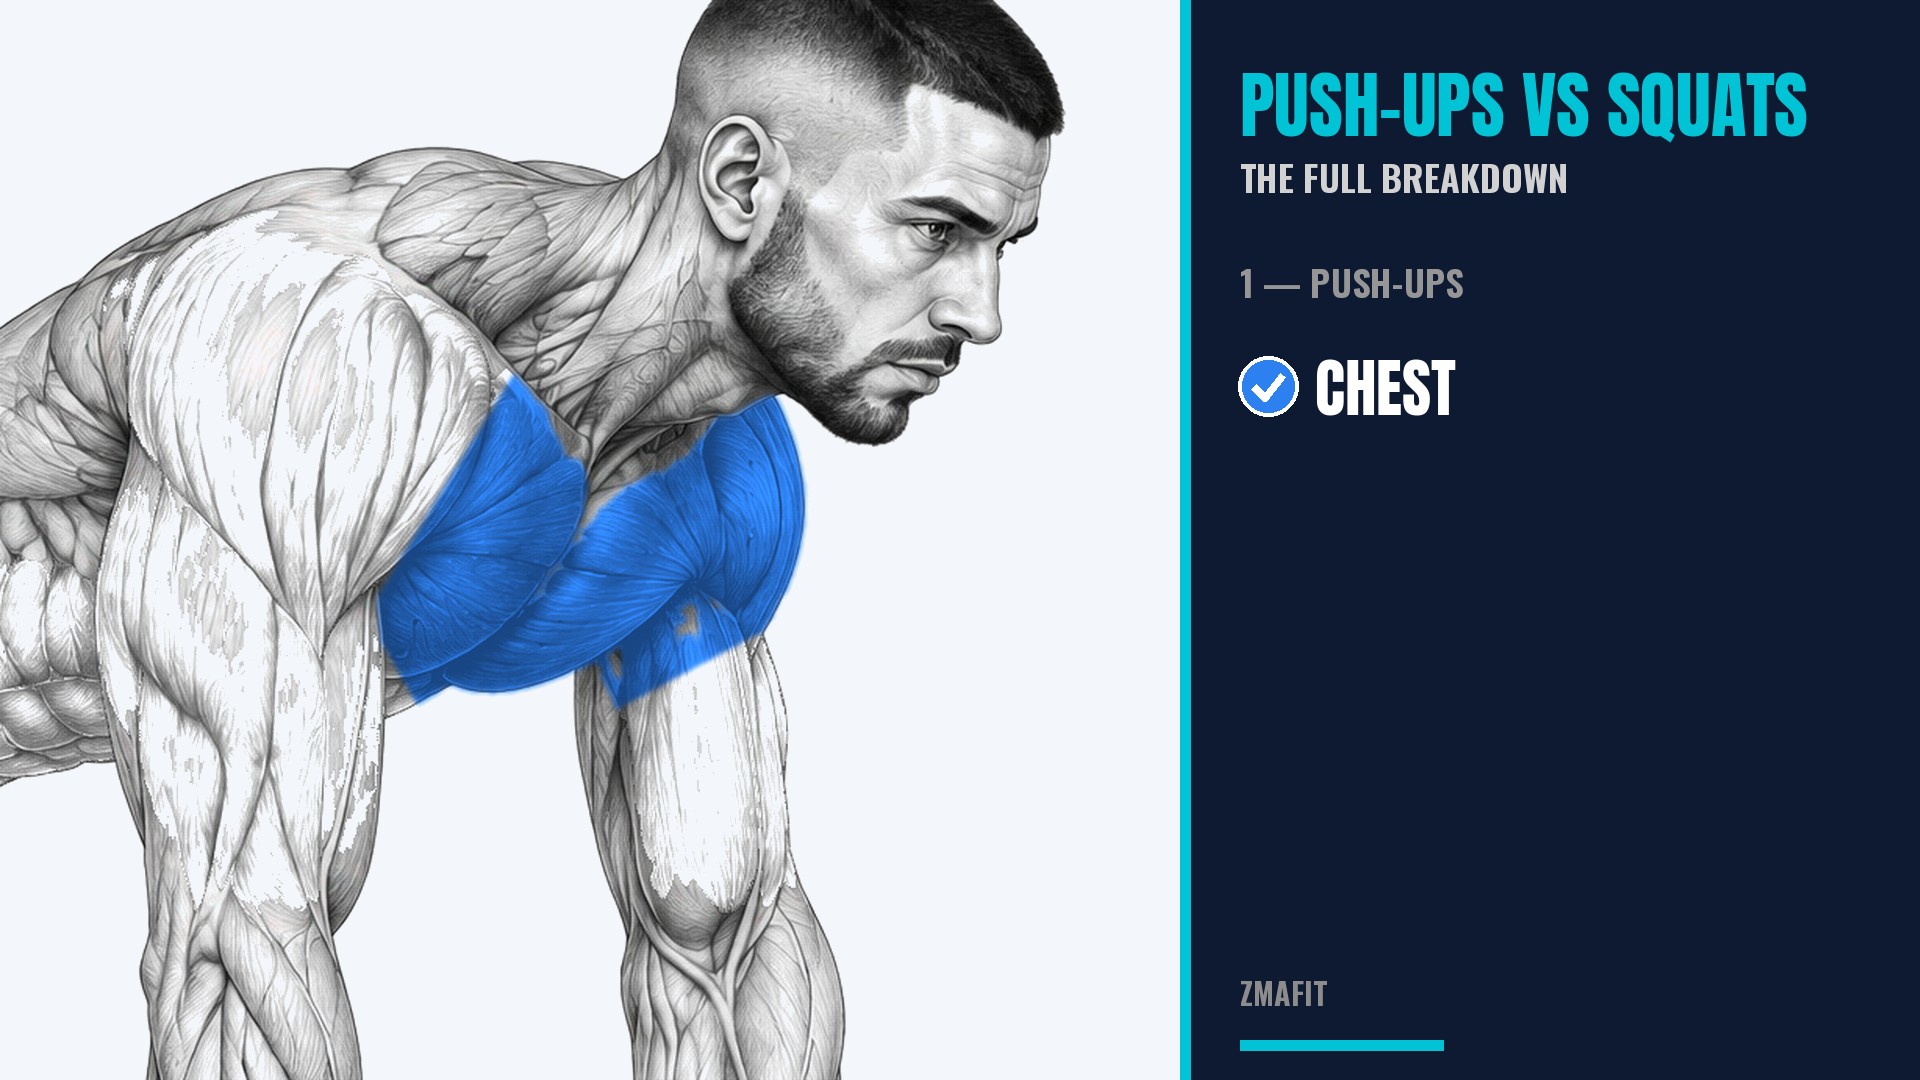 PUSH-UPS VS SQUATS
THE FULL BREAKDOWN
1 — PUSH-UPS
CHEST
ZMAFIT